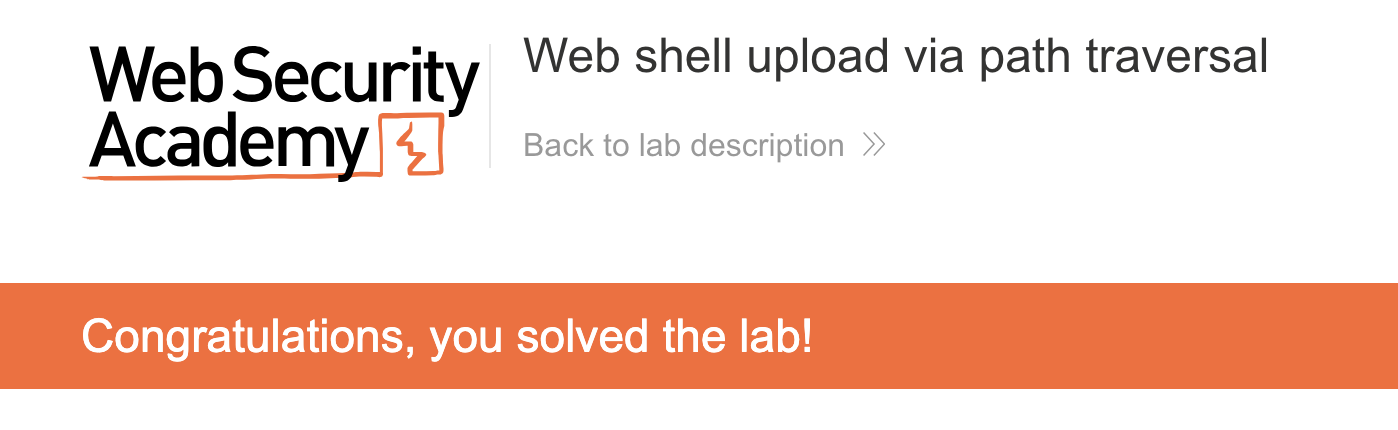 Web Security
Academy
Web shell upload via path traversal
Back to lab description
Congratulations, you solved the lab!